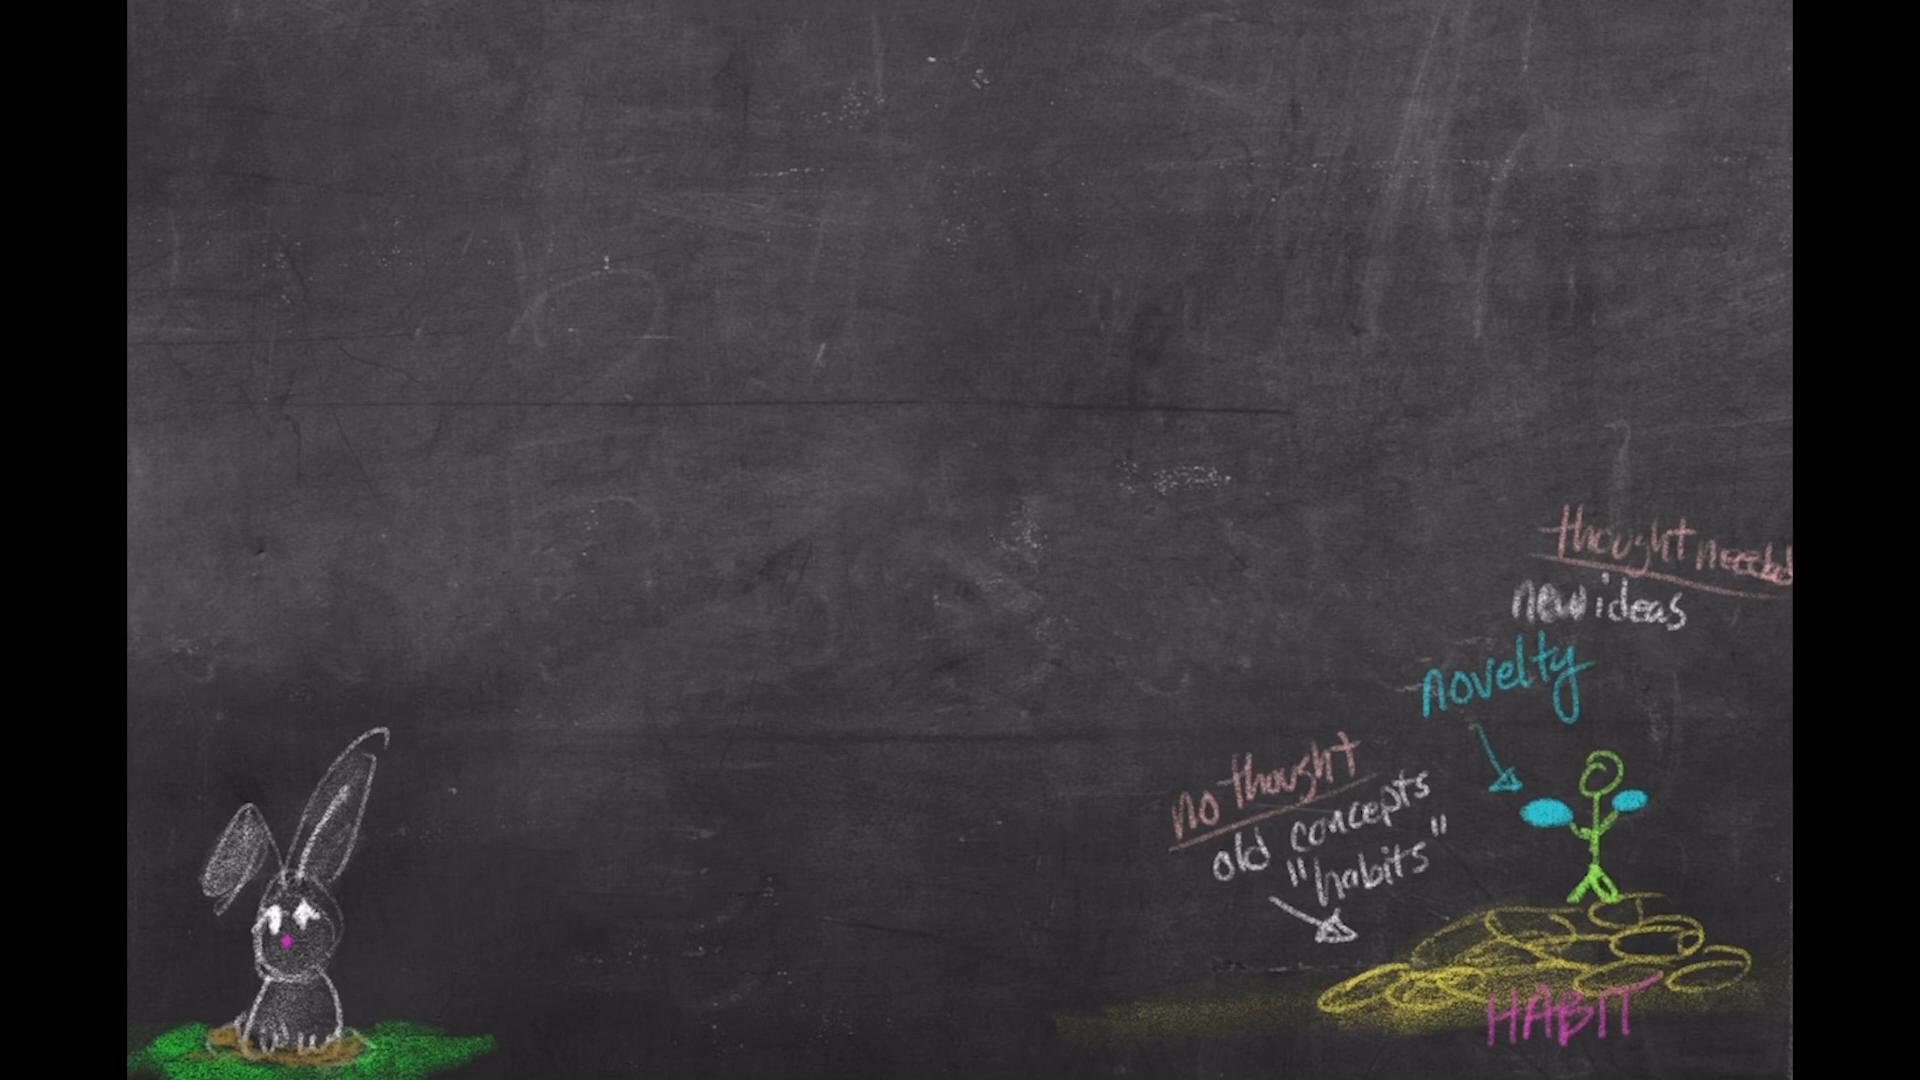 thought needed
new ideas
novelty
no thought
old concepts
"habits"
HABIT